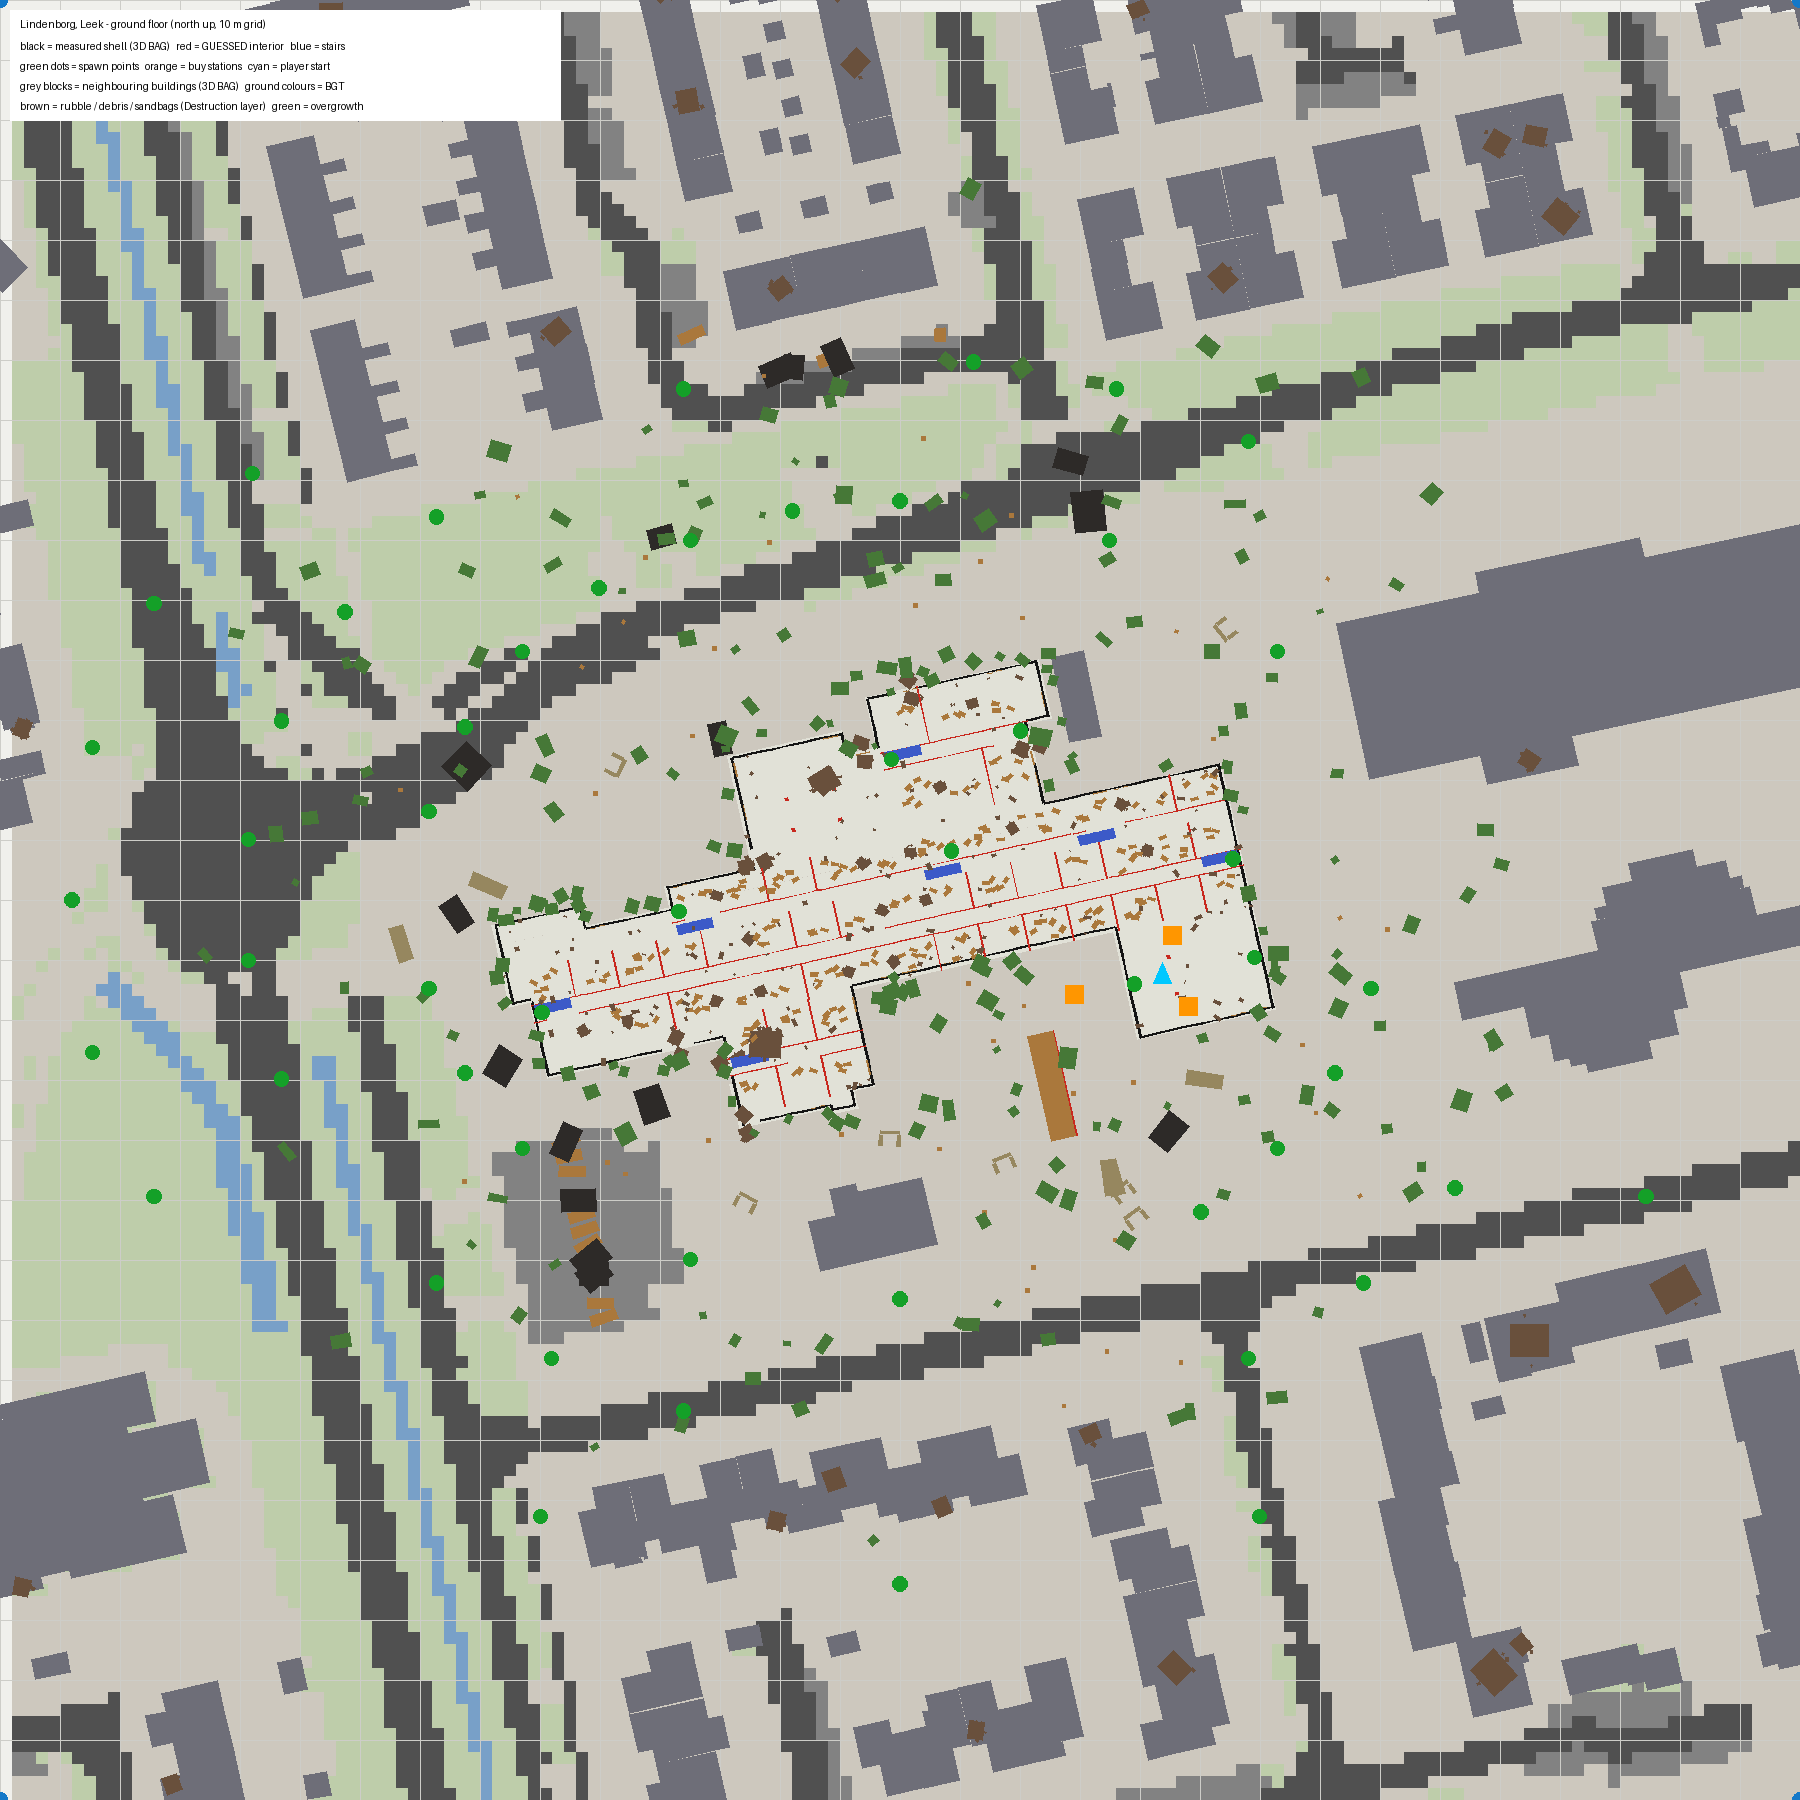 Lindenborg, Leek - ground floor (north up, 10 m grid)
black = measured shell (3D BAG)   red = GUESSED interior   blue = stairs
green dots = spawn points   orange = buy stations   cyan = player start
grey blocks = neighbouring buildings (3D BAG)   ground colours = BGT
brown = rubble / debris / sandbags (Destruction layer)   green = overgrowth